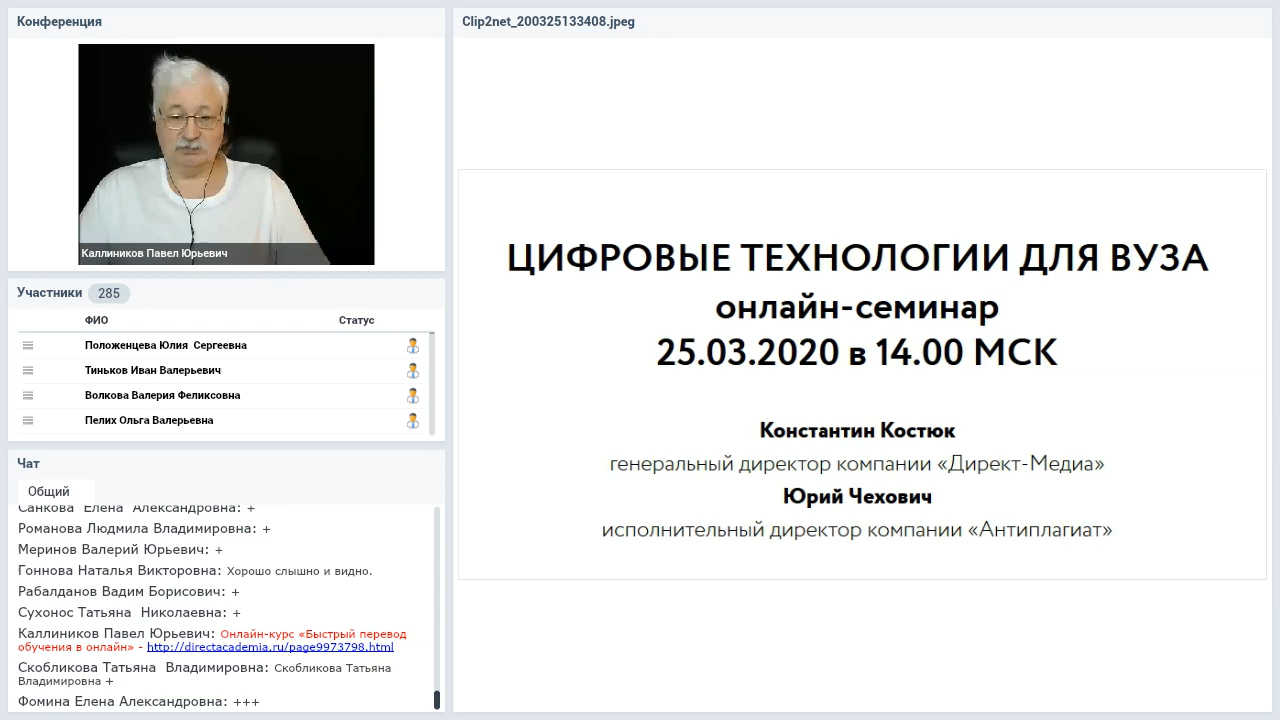 Конференция
Каллиников Павел Юрьевич
Участники 285
ФИО Статус
Положенцева Юлия Сергеевна
Тиньков Иван Валерьевич
Волкова Валерия Феликсовна
Пелих Ольга Валерьевна
Чат
Общий
Санкова Елена Александровна: +
Романова Людмила Владимировна: +
Меринов Валерий Юрьевич: +
Гоннова Наталья Викторовна: Хорошо слышно и видно.
Рабалданов Вадим Борисович: +
Сухонос Татьяна Николаевна: +
Каллиников Павел Юрьевич: Онлайн-курс «Быстрый перевод
обучения в онлайн» - http://directacademia.ru/page9973798.html
Скобликова Татьяна Владимировна: Скобликова Татьяна
Владимировна +
Фомина Елена Александровна: +++
Clip2net_200325133408.jpeg
ЦИФРОВЫЕ ТЕХНОЛОГИИ ДЛЯ ВУЗА
онлайн-семинар
25.03.2020 в 14.00 МСК
Константин Костюк
генеральный директор компании «Директ-Медиа»
Юрий Чехович
исполнительный директор компании «Антиплагиат»